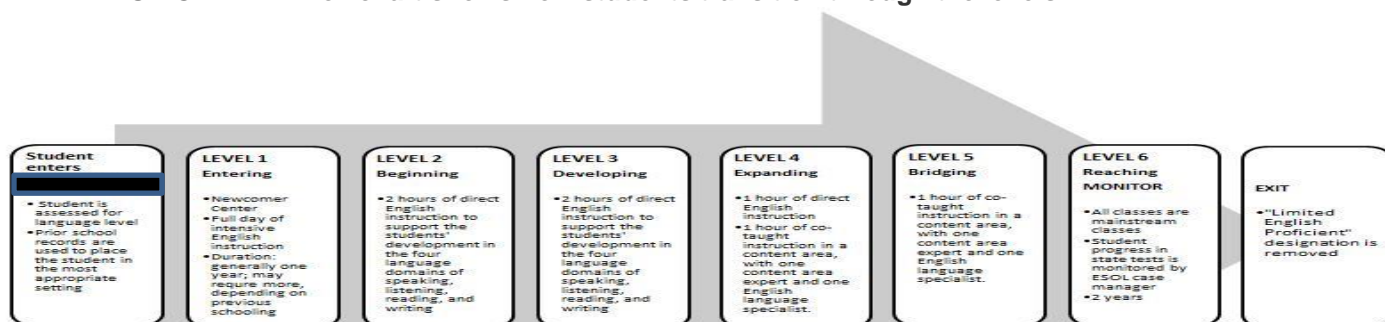 shows how students transition through the
Student
enters
• Student is
assessed for
language level
• Prior school
records are
used to place
the student in
the most
appropriate
setting
LEVEL 1
Entering
• Newcomer
Center
• Full day of
intensive
English
instruction
• Duration:
generally one
year; may
requre more,
depending on
previous
schooling
LEVEL 2
Beginning
• 2 hours of direct
English
instruction to
support the
students'
development in
the four
language
domains of
speaking,
listening,
reading, and
writing
LEVEL 3
Developing
• 2 hours of direct
English
instruction to
support the
students'
development in
the four
language
domains of
speaking,
listening,
reading, and
writing
LEVEL 4
Expanding
• 1 hour of direct
English
instruction
• 1 hour of co-
taught
instruction in a
content area,
with one
content area
expert and one
English
language
specialist.
LEVEL 5
Bridging
• 1 hour of co-
taught
instruction in a
content area,
with one
content area
expert and one
English
language
specialist.
LEVEL 6
Reaching
MONITOR
• All classes are
mainstream
classes
• Student
progress in
state tests is
monitored by
ESOL case
manager
• 2 years
EXIT
• "Limited
English
Proficient"
designation is
removed